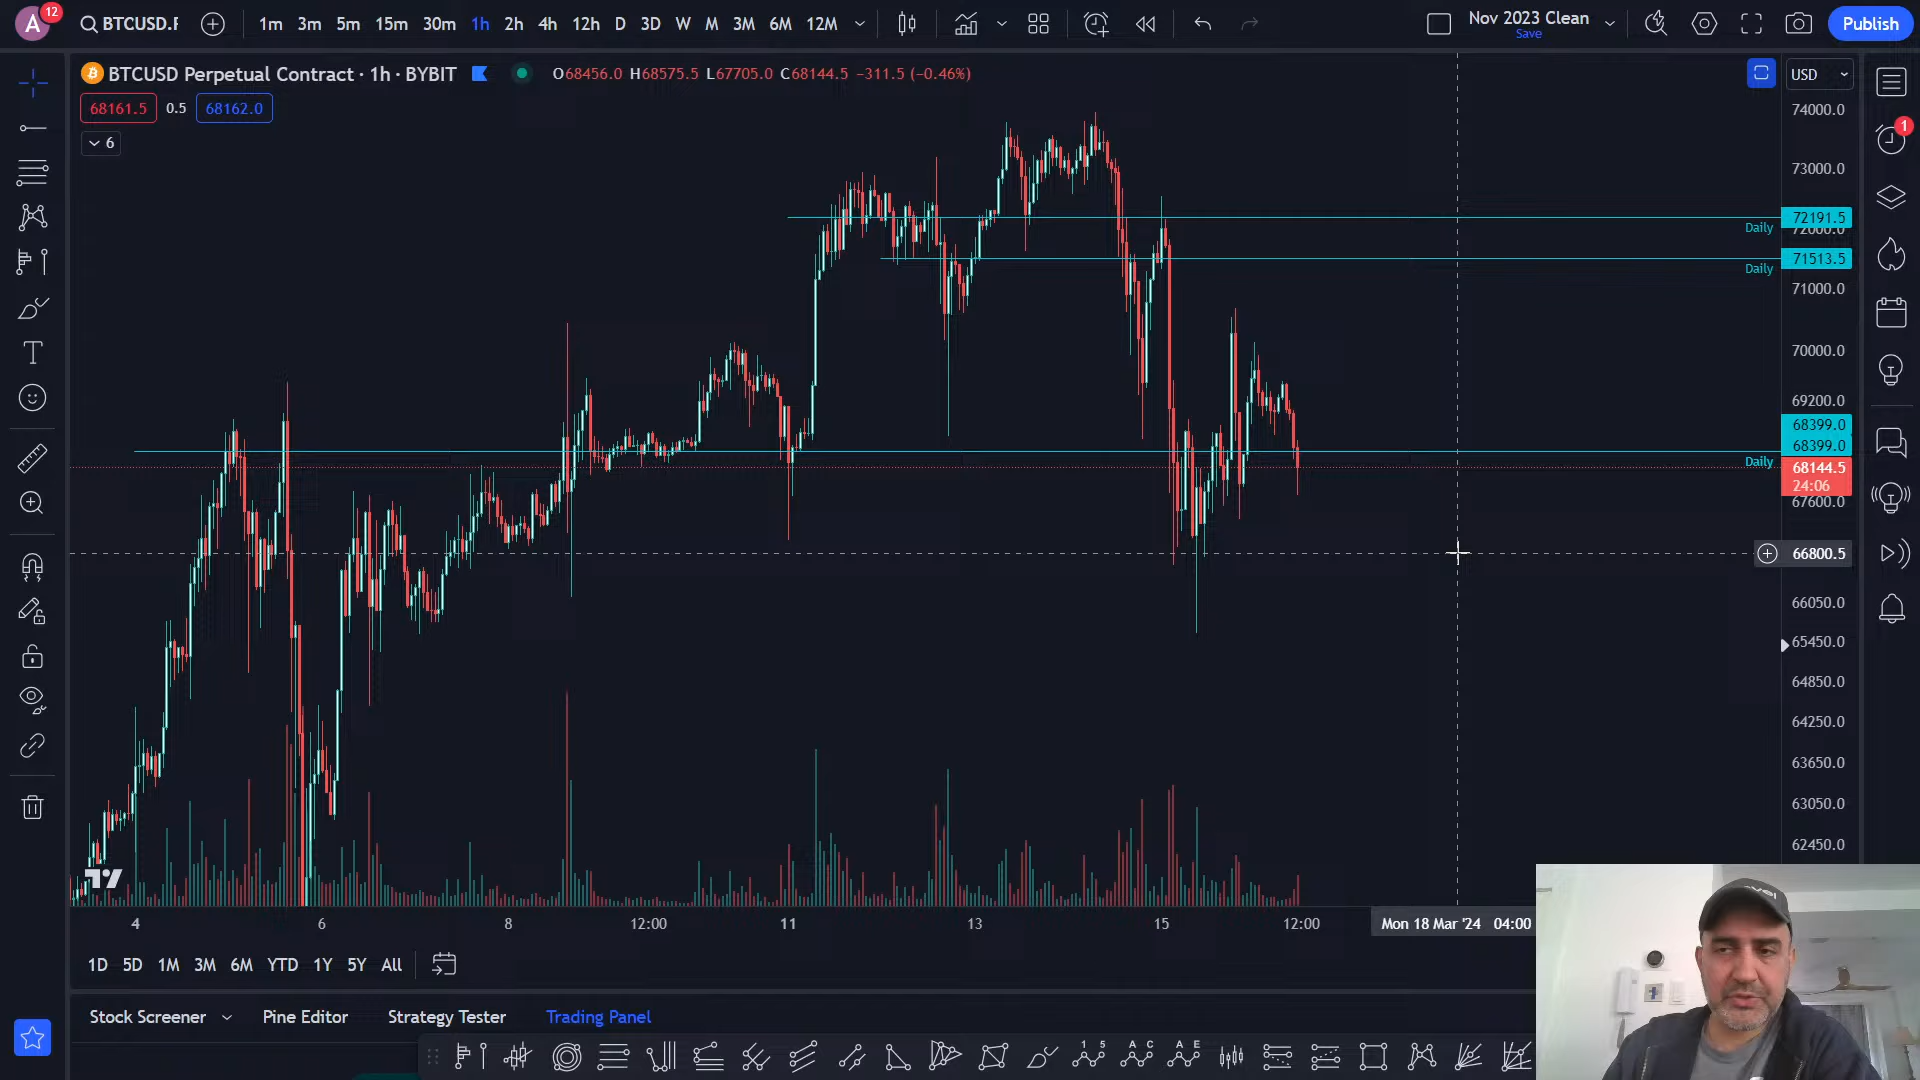 A 12 BTCUSD.F 1m 3m 5m 15m 30m 1h 2h 4h 12h D 3D W M 3M 6M 12M Nov 2023 Clean Save Publish
BTCUSD Perpetual Contract · 1h · BYBIT O68456.0 H68575.5 L67705.0 C68144.5 −311.5 (−0.46%) USD
68161.5 0.5 68162.0
6
74000.0
1
73000.0
72191.5
Daily
72000.0
71513.5
Daily
71000.0
70000.0
69200.0
68399.0
68399.0
Daily
68144.5
24:06
67600.0
66800.5
66050.0
65450.0
64850.0
64250.0
63650.0
63050.0
62450.0
4 6 8 12:00 11 13 15 12:00 Mon 18 Mar '24 04:00
1D 5D 1M 3M 6M YTD 1Y 5Y All
Stock Screener Pine Editor Strategy Tester Trading Panel
1 5 A C A E